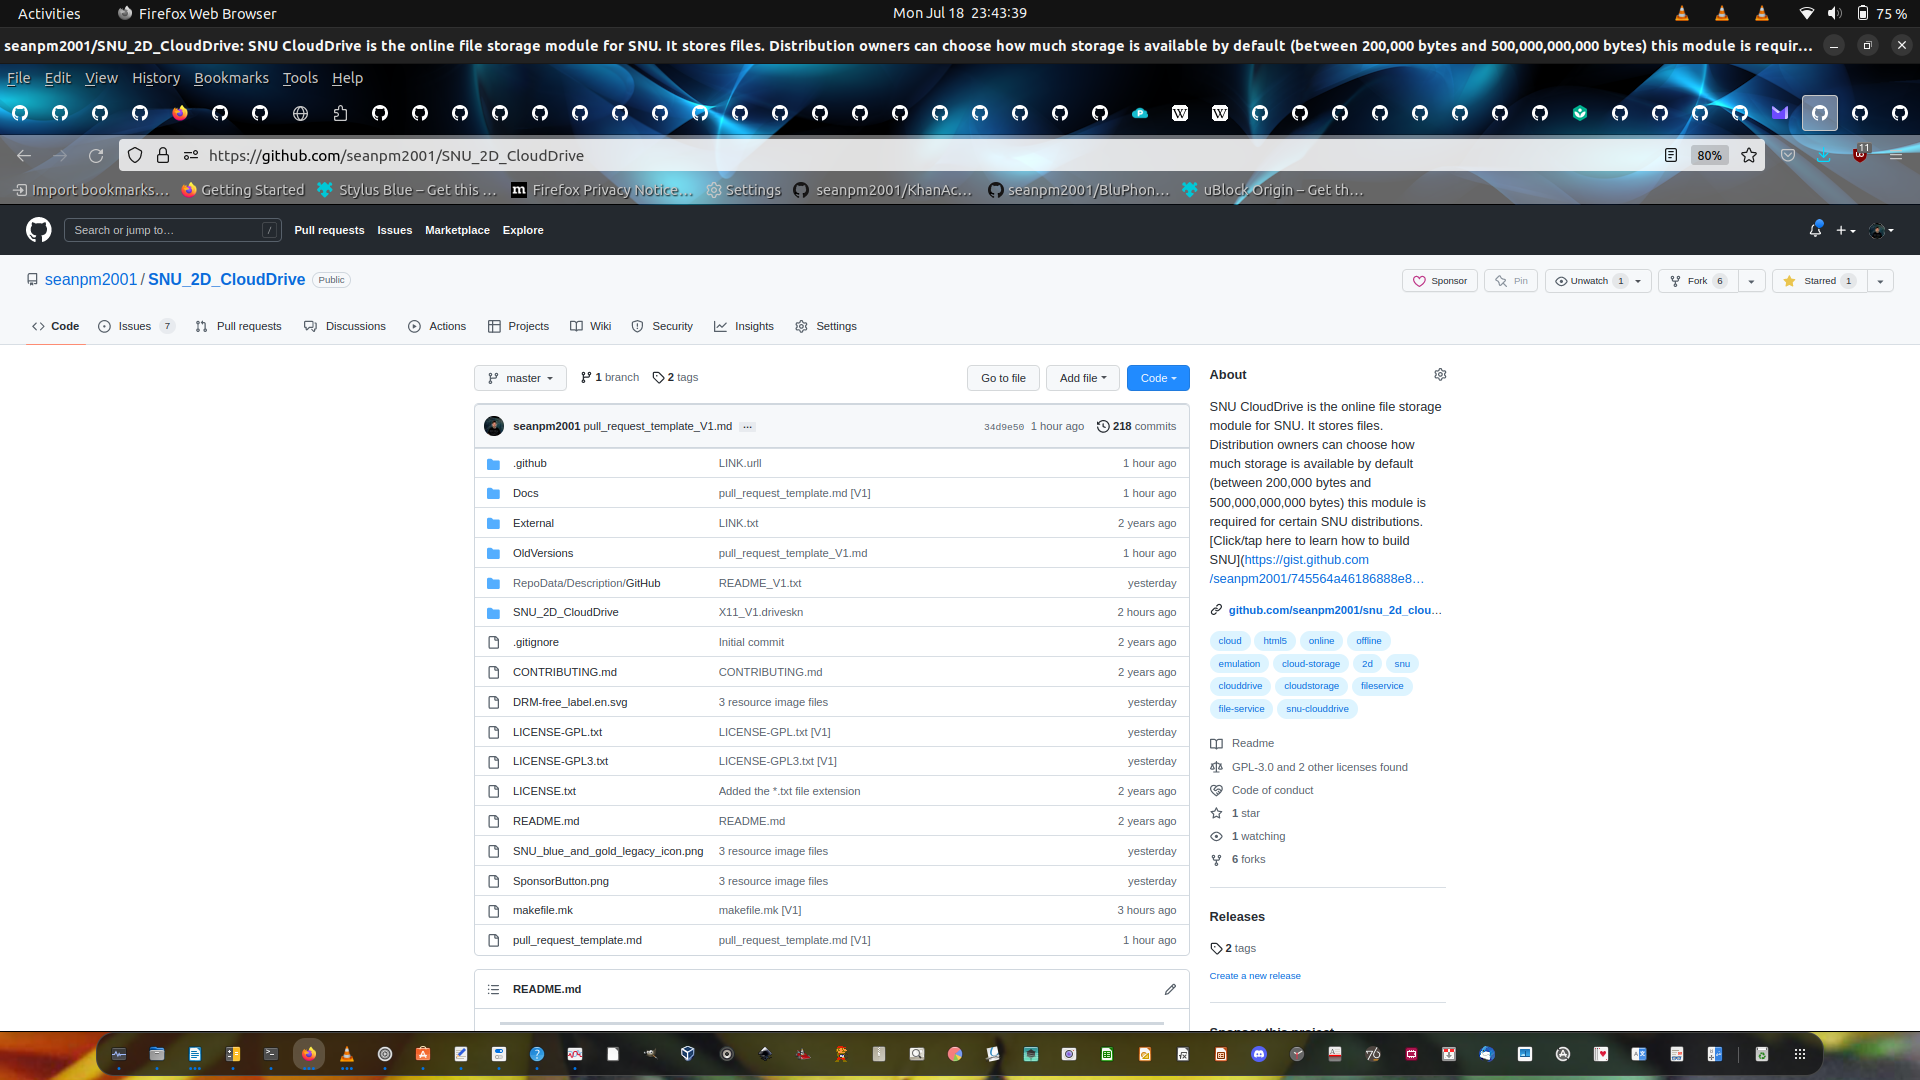 Activities
Firefox Web Browser
Mon Jul 18 23:43:39
75 %
seanpm2001/SNU_2D_CloudDrive: SNU CloudDrive is the online file storage module for SNU. It stores files. Distribution owners can choose how much storage is available by default (between 200,000 bytes and 500,000,000,000 bytes) this module is requir...
File Edit View History Bookmarks Tools Help
https://github.com/seanpm2001/SNU_2D_CloudDrive
80%
11
Import bookmarks... Getting Started Stylus Blue – Get this ... Firefox Privacy Notice... Settings seanpm2001/KhanAc... seanpm2001/BluPhon... uBlock Origin – Get th...
Search or jump to... /
Pull requests Issues Marketplace Explore
seanpm2001 / SNU_2D_CloudDrive Public
Sponsor Pin Unwatch 1 Fork 6 Starred 1
Code Issues 7 Pull requests Discussions Actions Projects Wiki Security Insights Settings
master 1 branch 2 tags Go to file Add file Code
seanpm2001 pull_request_template_V1.md ... 34d9e50 1 hour ago 218 commits
.github LINK.urll 1 hour ago
Docs pull_request_template.md [V1] 1 hour ago
External LINK.txt 2 years ago
OldVersions pull_request_template_V1.md 1 hour ago
RepoData/Description/GitHub README_V1.txt yesterday
SNU_2D_CloudDrive X11_V1.driveskn 2 hours ago
.gitignore Initial commit 2 years ago
CONTRIBUTING.md CONTRIBUTING.md 2 years ago
DRM-free_label.en.svg 3 resource image files yesterday
LICENSE-GPL.txt LICENSE-GPL.txt [V1] yesterday
LICENSE-GPL3.txt LICENSE-GPL3.txt [V1] yesterday
LICENSE.txt Added the *.txt file extension 2 years ago
README.md README.md 2 years ago
SNU_blue_and_gold_legacy_icon.png 3 resource image files yesterday
SponsorButton.png 3 resource image files yesterday
makefile.mk makefile.mk [V1] 3 hours ago
pull_request_template.md pull_request_template.md [V1] 1 hour ago
README.md
About
SNU CloudDrive is the online file storage
module for SNU. It stores files.
Distribution owners can choose how
much storage is available by default
(between 200,000 bytes and
500,000,000,000 bytes) this module is
required for certain SNU distributions.
[Click/tap here to learn how to build
SNU](https://gist.github.com
/seanpm2001/745564a46186888e8...
github.com/seanpm2001/snu_2d_clou...
cloud html5 online offline
emulation cloud-storage 2d snu
clouddrive cloudstorage fileservice
file-service snu-clouddrive
Readme
GPL-3.0 and 2 other licenses found
Code of conduct
1 star
1 watching
6 forks
Releases
2 tags
Create a new release
Sponsor this project